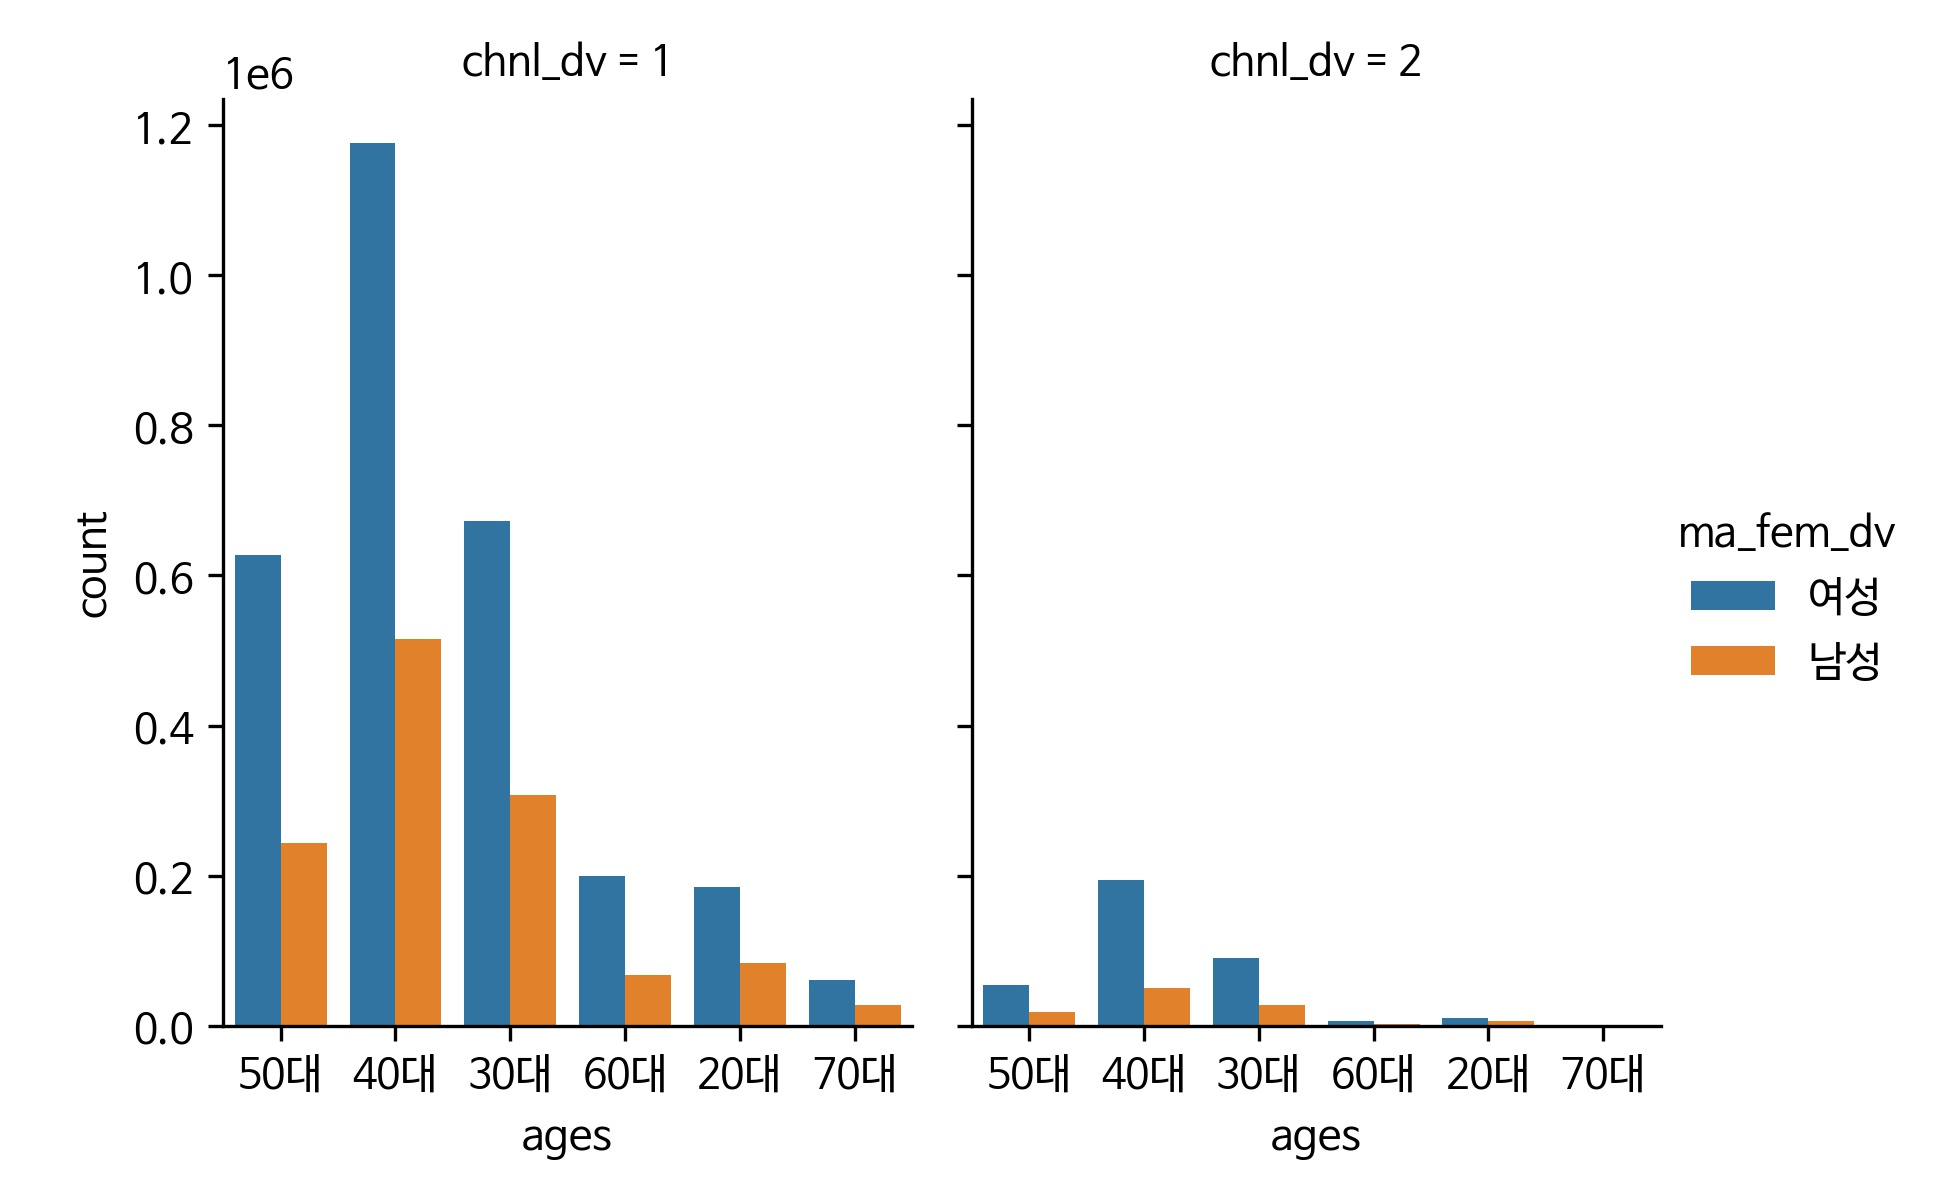 chnl_dv = 1
chnl_dv = 2
1e6
1.2
1.0
0.8
0.6
0.4
0.2
0.0
count
50대 40대 30대 60대 20대 70대
ages
50대 40대 30대 60대 20대 70대
ages
ma_fem_dv
여성
남성